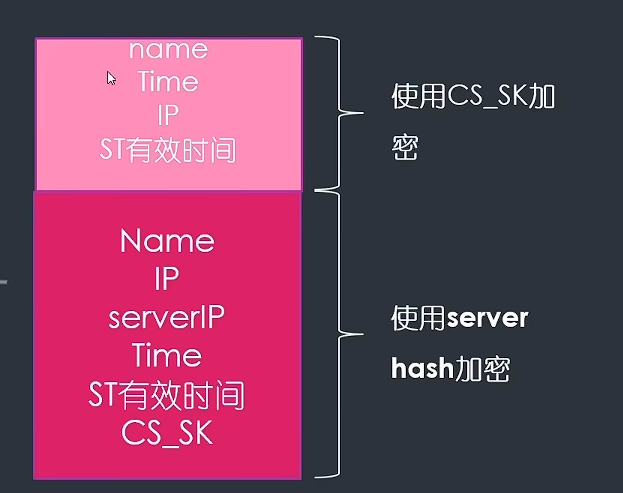 name
Time
IP
ST有效时间
使用CS_SK加
密
Name
IP
serverIP
Time
ST有效时间
CS_SK
使用server
hash加密